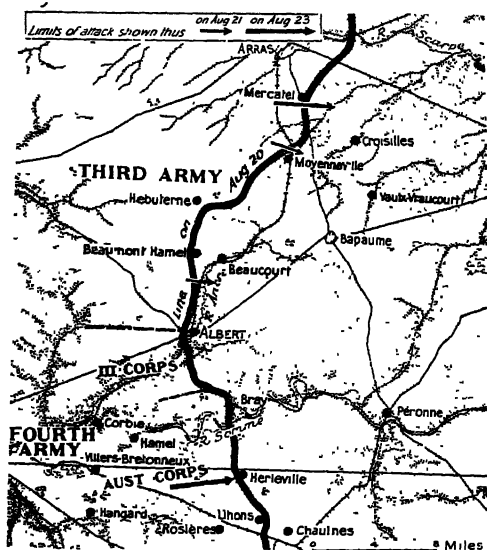 on Aug 21 on Aug 23
Limits of attack shown thus
ARRAS
R. Scarpe
Mercatel
Croisilles
Moyenneville
THIRD ARMY
Aug 20
Hebuterne
Vaulx-Vraucourt
on
Bapaume
Beaumont Hamel
Beaucourt
R. Ancre
Line
ALBERT
III CORPS
Bray
Péronne
Corbie
FOURTH
ARMY
Hamel
R. Somme
Villers-Bretonneux
AUST CORPS
Herleville
Hangard
Lihons
Rosières
Chaulnes
8 Miles